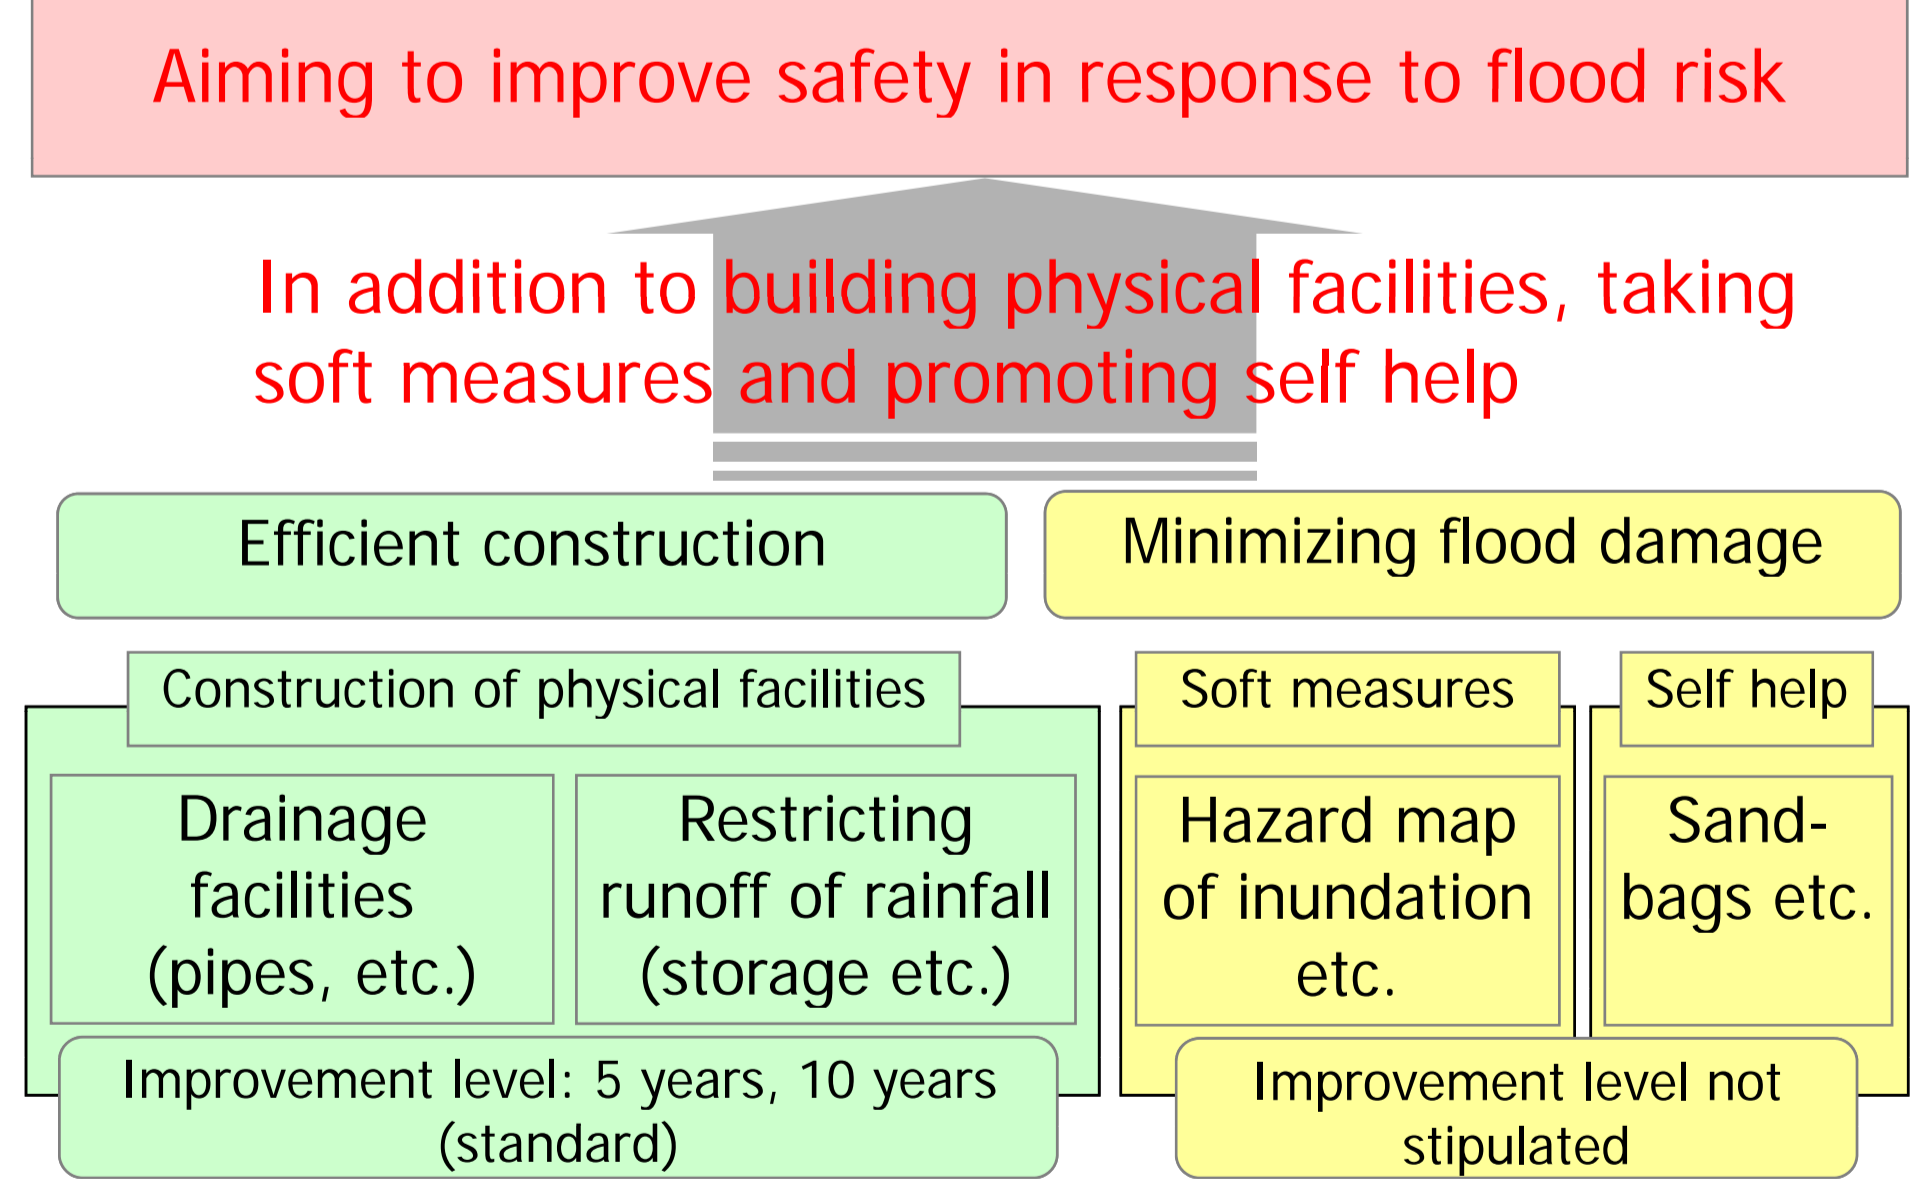 Aiming to improve safety in response to flood risk
In addition to building physical facilities, taking
soft measures and promoting self help
Efficient construction
Minimizing flood damage
Construction of physical facilities
Drainage
facilities
(pipes, etc.)
Restricting
runoff of rainfall
(storage etc.)
Improvement level: 5 years, 10 years
(standard)
Soft measures
Hazard map
of inundation
etc.
Self help
Sand-
bags etc.
Improvement level not
stipulated